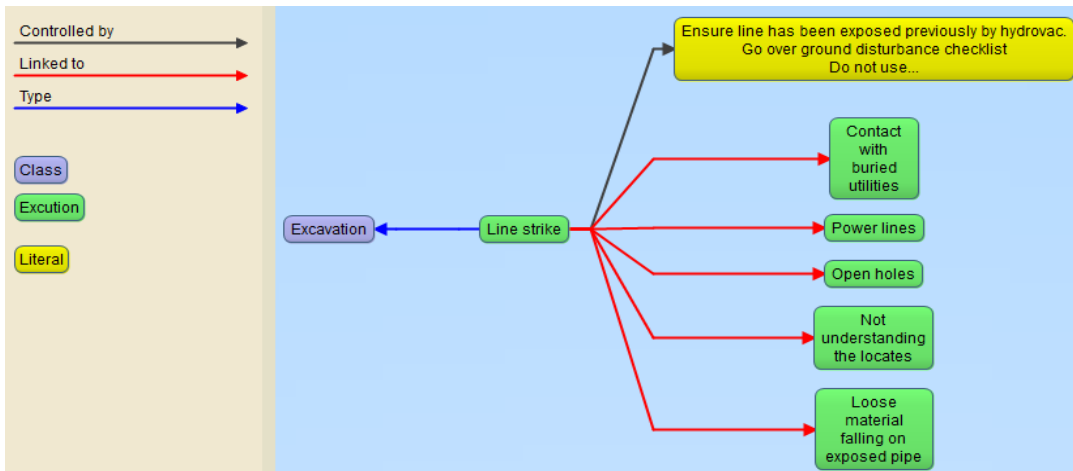 Controlled by
Linked to
Type
Class
Excution
Literal
Ensure line has been exposed previously by hydrovac.
Go over ground disturbance checklist
Do not use...
Contact
with
buried
utilities
Excavation
Line strike
Power lines
Open holes
Not
understanding
the locates
Loose
material
falling on
exposed pipe